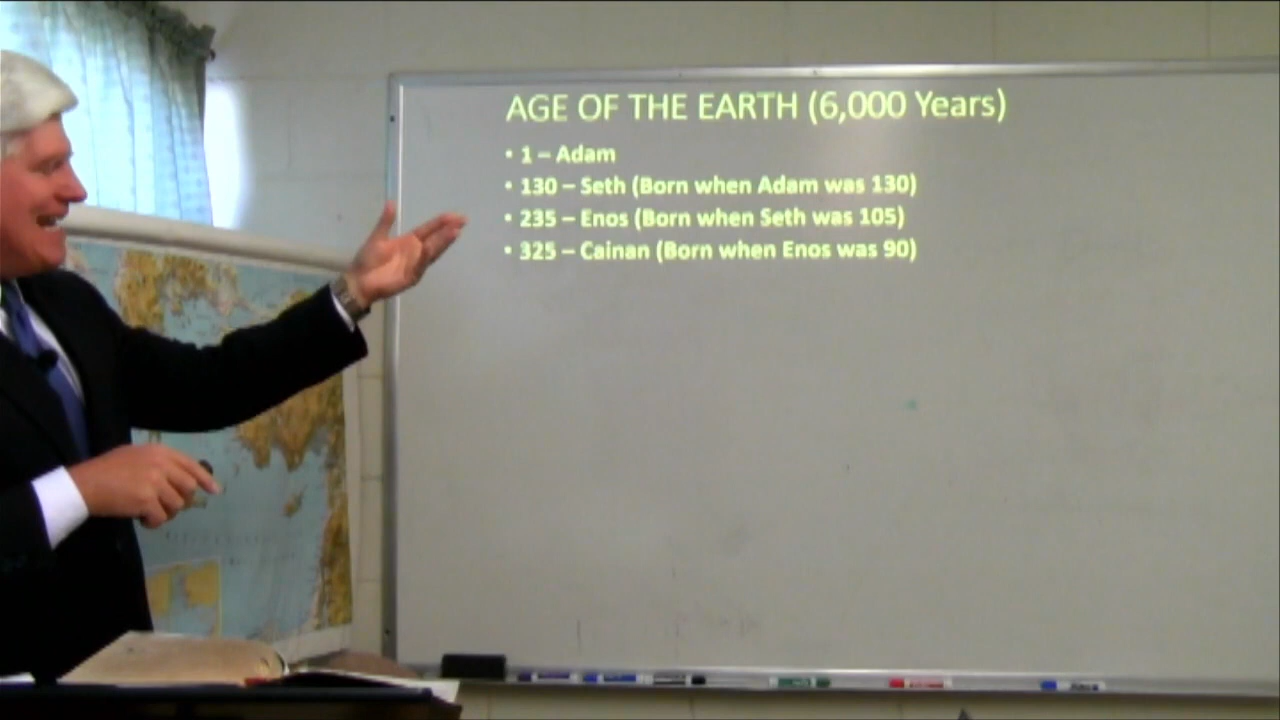 AGE OF THE EARTH (6,000 Years)
• 1 – Adam
• 130 – Seth (Born when Adam was 130)
• 235 – Enos (Born when Seth was 105)
• 325 – Cainan (Born when Enos was 90)